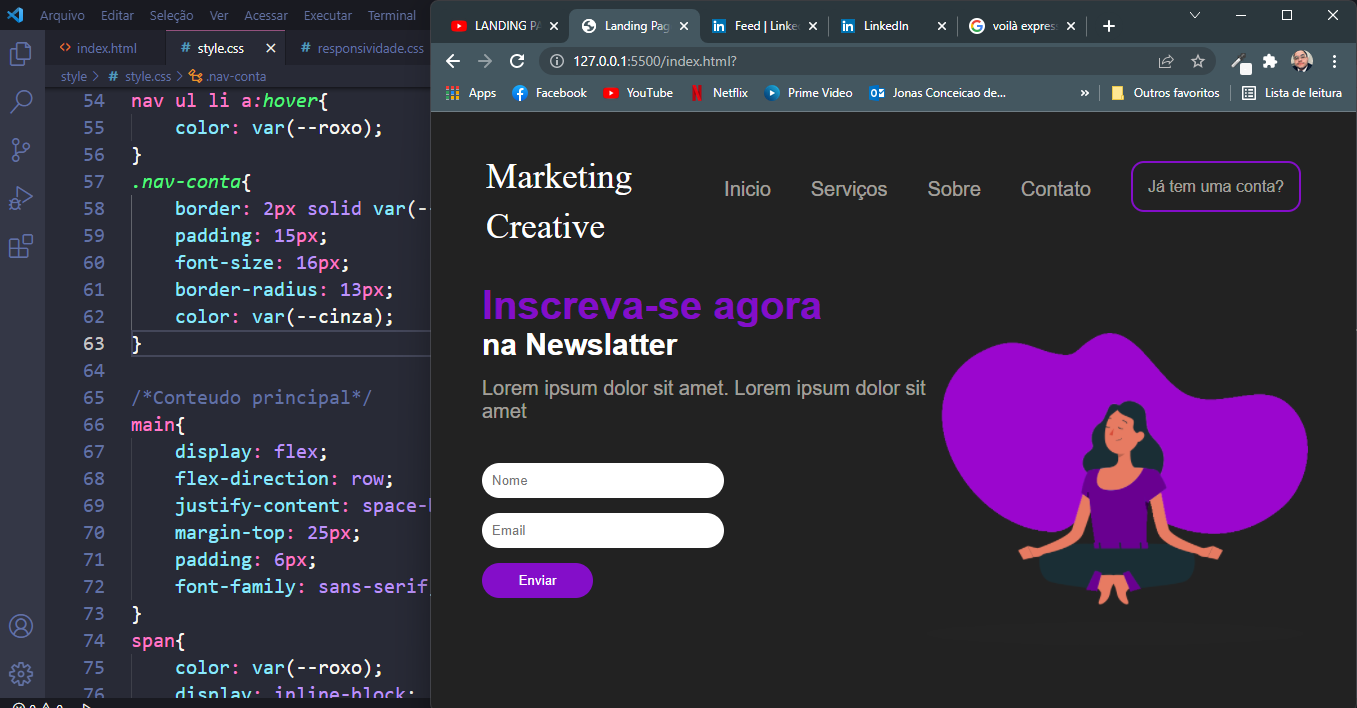 Arquivo Editar Seleção Ver Acessar Executar Terminal
index.html # style.css # responsividade.css
style > # style.css > .nav-conta
54 nav ul li a:hover{
55 color: var(--roxo);
56 }
57 .nav-conta{
58 border: 2px solid var(--
59 padding: 15px;
60 font-size: 16px;
61 border-radius: 13px;
62 color: var(--cinza);
63 }
64
65 /*Conteudo principal*/
66 main{
67 display: flex;
68 flex-direction: row;
69 justify-content: space-
70 margin-top: 25px;
71 padding: 6px;
72 font-family: sans-serif
73 }
74 span{
75 color: var(--roxo);
76 display: inline-block;
LANDING PA Landing Pag Feed | Linke LinkedIn voilà expres
127.0.0.1:5500/index.html?
Apps Facebook YouTube Netflix Prime Video Jonas Conceicao de... » Outros favoritos Lista de leitura
Marketing
Creative
Inicio Serviços Sobre Contato Já tem uma conta?
Inscreva-se agora
na Newslatter
Lorem ipsum dolor sit amet. Lorem ipsum dolor sit
amet
Nome
Email
Enviar